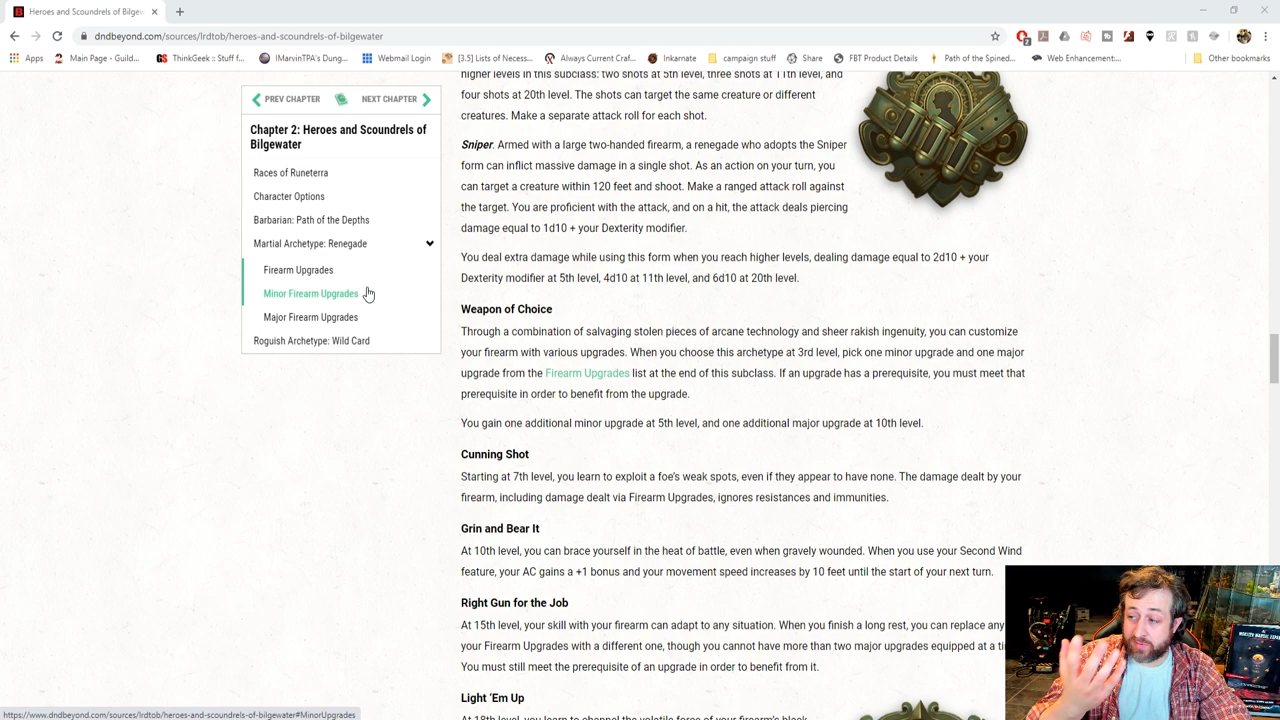 Heroes and Scoundrels of Bilgew
dndbeyond.com/sources/lrdtob/heroes-and-scoundrels-of-bilgewater
Apps Main Page - Guild... ThinkGeek :: Stuff f... IMarvinTPA's Dung... Webmail Login [3.5] Lists of Necess... Always Current Craf... Inkarnate campaign stuff Share FBT Product Details Path of the Spined... Web Enhancement:... Other bookmarks
PREV CHAPTER NEXT CHAPTER
Chapter 2: Heroes and Scoundrels of
Bilgewater
Races of Runeterra
Character Options
Barbarian: Path of the Depths
Martial Archetype: Renegade
Firearm Upgrades
Minor Firearm Upgrades
Major Firearm Upgrades
Roguish Archetype: Wild Card
higher levels in this subclass: two shots at 5th level, three shots at 11th level, and
four shots at 20th level. The shots can target the same creature or different
creatures. Make a separate attack roll for each shot.
Sniper. Armed with a large two-handed firearm, a renegade who adopts the Sniper
form can inflict massive damage in a single shot. As an action on your turn, you
can target a creature within 120 feet and shoot. Make a ranged attack roll against
the target. You are proficient with the attack, and on a hit, the attack deals piercing
damage equal to 1d10 + your Dexterity modifier.
You deal extra damage while using this form when you reach higher levels, dealing damage equal to 2d10 + your
Dexterity modifier at 5th level, 4d10 at 11th level, and 6d10 at 20th level.
Weapon of Choice
Through a combination of salvaging stolen pieces of arcane technology and sheer rakish ingenuity, you can customize
your firearm with various upgrades. When you choose this archetype at 3rd level, pick one minor upgrade and one major
upgrade from the Firearm Upgrades list at the end of this subclass. If an upgrade has a prerequisite, you must meet that
prerequisite in order to benefit from the upgrade.
You gain one additional minor upgrade at 5th level, and one additional major upgrade at 10th level.
Cunning Shot
Starting at 7th level, you learn to exploit a foe's weak spots, even if they appear to have none. The damage dealt by your
firearm, including damage dealt via Firearm Upgrades, ignores resistances and immunities.
Grin and Bear It
At 10th level, you can brace yourself in the heat of battle, even when gravely wounded. When you use your Second Wind
feature, your AC gains a +1 bonus and your movement speed increases by 10 feet until the start of your next turn.
Right Gun for the Job
At 15th level, your skill with your firearm can adapt to any situation. When you finish a long rest, you can replace any
your Firearm Upgrades with a different one, though you cannot have more than two major upgrades equipped at a ti
You must still meet the prerequisite of an upgrade in order to benefit from it.
Light 'Em Up
At 18th level, you learn to channel the volatile force of your firearm's black
https://www.dndbeyond.com/sources/lrdtob/heroes-and-scoundrels-of-bilgewater#MinorUpgrades